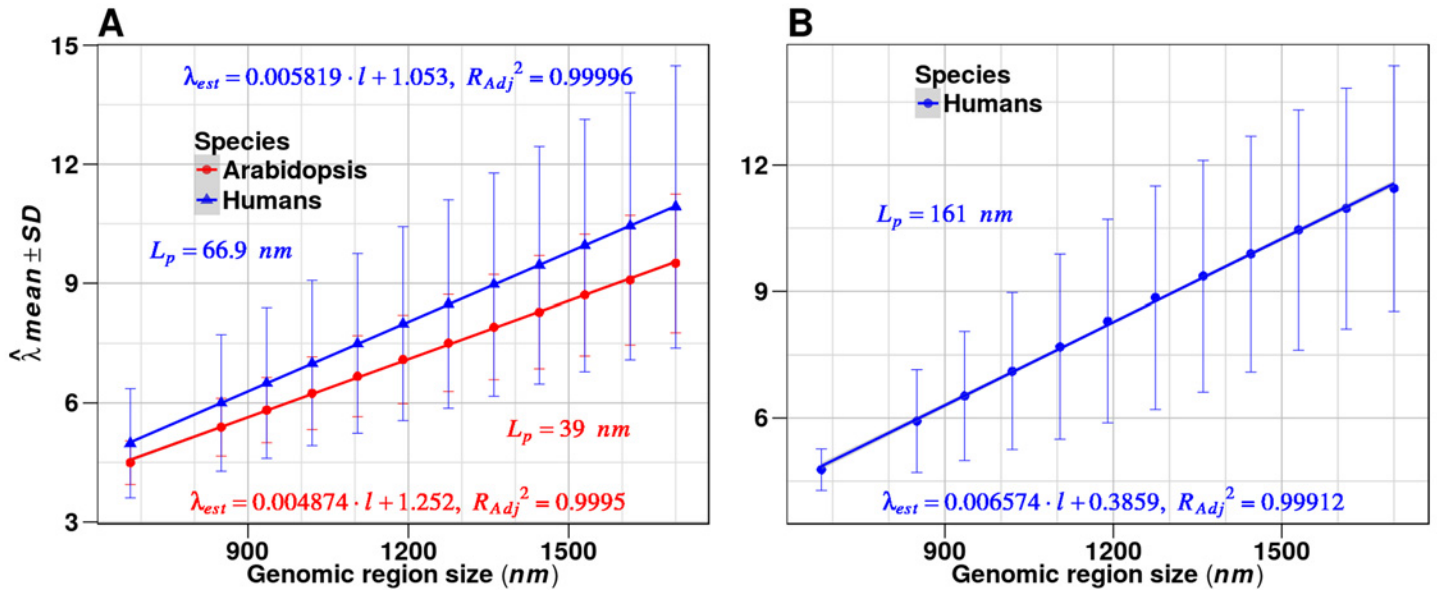 A
B
λ̂ mean ± SD
15
12
9
6
3
λest = 0.005819 · l + 1.053, RAdj² = 0.99996
Species
Arabidopsis
Humans
Lp = 66.9 nm
Lp = 39 nm
λest = 0.004874 · l + 1.252, RAdj² = 0.9995
900 1200 1500
Genomic region size (nm)
Species
Humans
12
9
6
Lp = 161 nm
λest = 0.006574 · l + 0.3859, RAdj² = 0.99912
900 1200 1500
Genomic region size (nm)